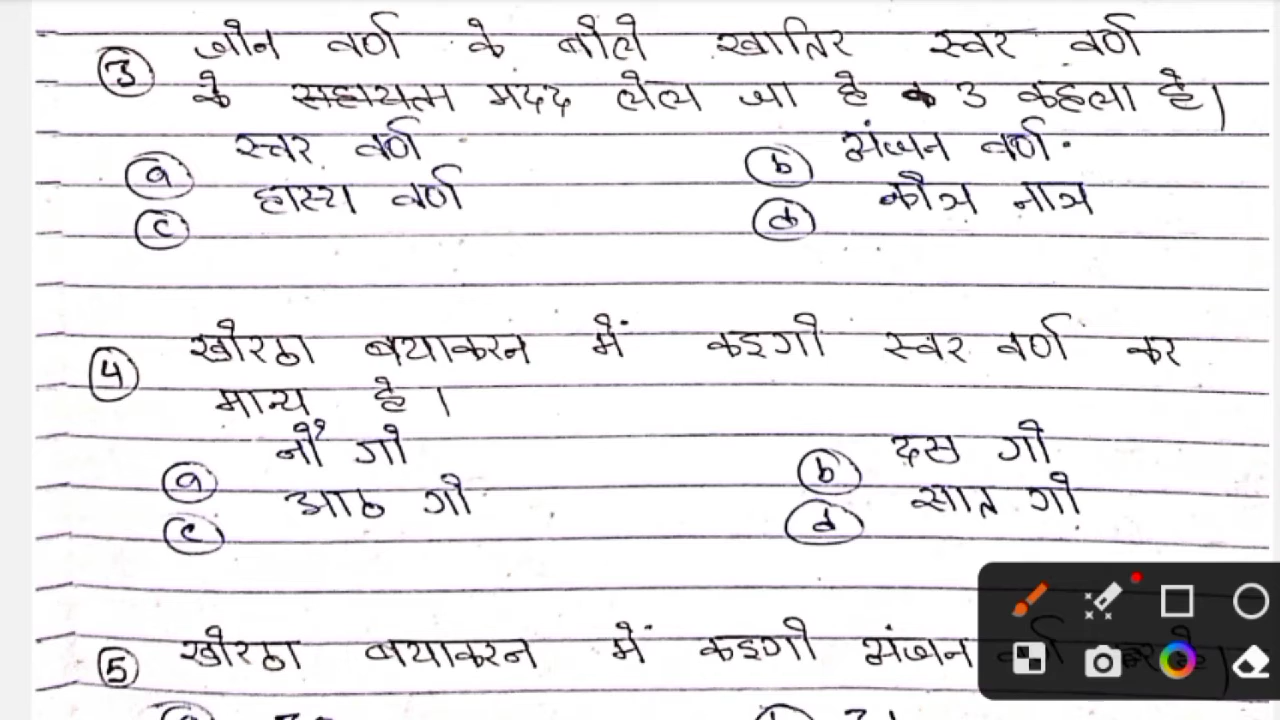 3 जोन वर्ण के बोले खातिर स्वर वर्ण
के सहायता मदद लेल जा हे उ कहला हे।
a स्वर वर्ण b भंजन वर्ण
c हास्य वर्ण d कौञ नाञ
4 खोरठा बयाकरन में कइगो स्वर वर्ण कर
मान्य हे।
a नौ गो b दस गो
c आठ गो d सात गो
5 खोरठा बयाकरन में कइगो भंजन